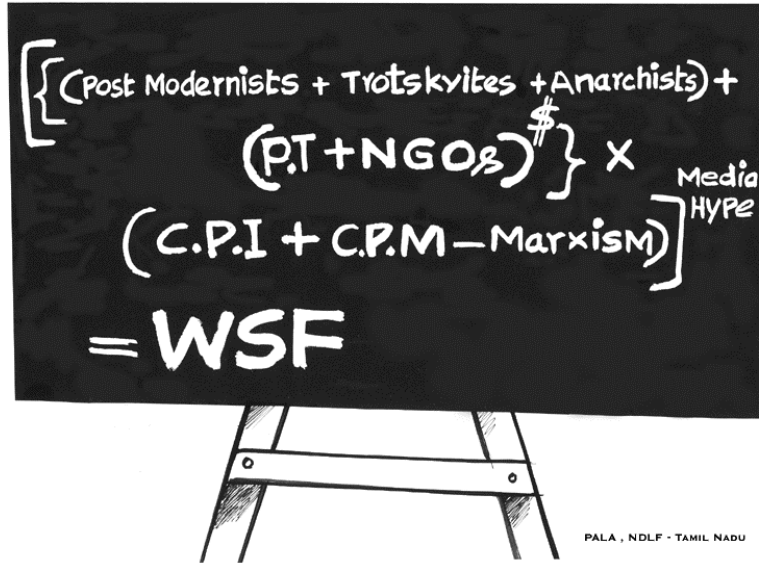 [{(Post Modernists + Trotskyites + Anarchists) +
(P.T + NGOs)$} ×
(C.P.I + C.P.M – Marxism)] Media HYPE
= WSF
PALA , NDLF - TAMIL NADU